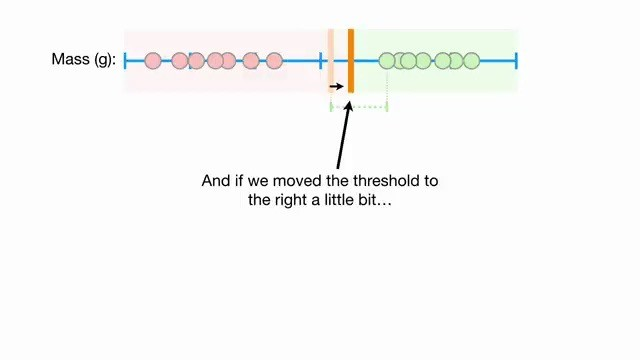 Mass (g):
And if we moved the threshold to
the right a little bit…